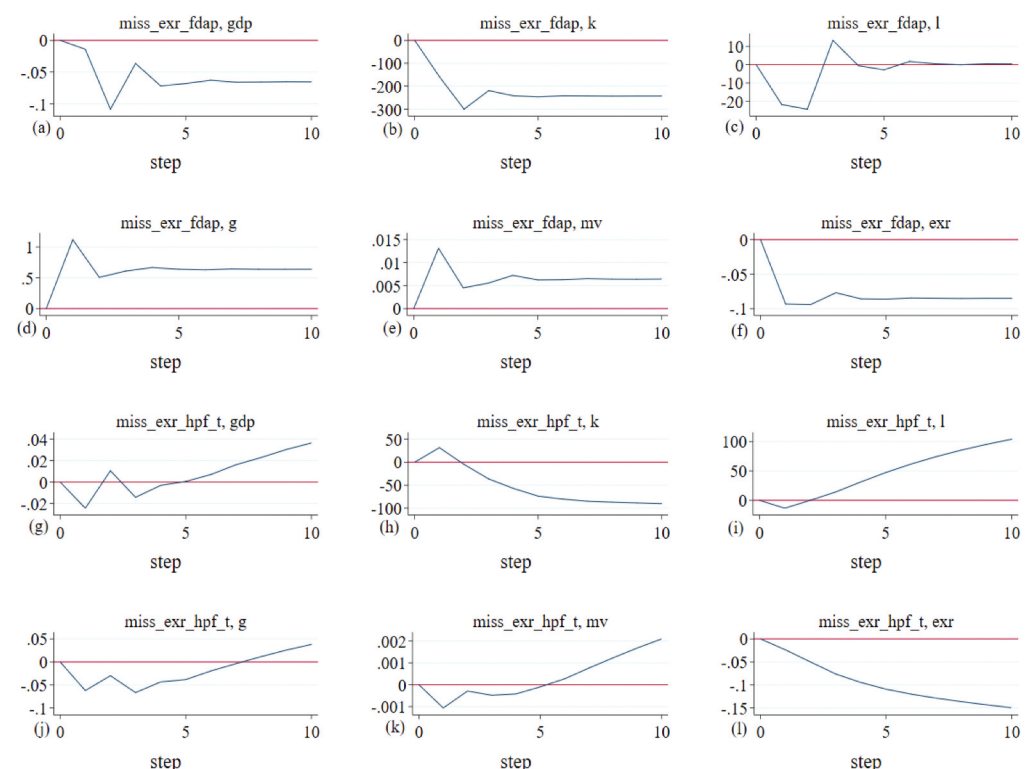 miss_exr_fdap, gdp miss_exr_fdap, k miss_exr_fdap, l
0 0 10
-.05 -100 0
-.1 -200 -10
-300 -20
(a) 0 5 10 (b) 0 5 10 (c) 0 5 10
step step step
miss_exr_fdap, g miss_exr_fdap, mv miss_exr_fdap, exr
1 .015 0
.5 .01 -.05
0 .005 -.1
0
(d) 0 5 10 (e) 0 5 10 (f) 0 5 10
step step step
miss_exr_hpf_t, gdp miss_exr_hpf_t, k miss_exr_hpf_t, l
.04 50 100
.02 0 50
0 -50 0
-.02 -100
(g) 0 5 10 (h) 0 5 10 (i) 0 5 10
step step step
miss_exr_hpf_t, g miss_exr_hpf_t, mv miss_exr_hpf_t, exr
.05 .002 0
0 .001 -.05
-.05 0 -.1
-.1 -.001 -.15
(j) 0 5 10 (k) 0 5 10 (l) 0 5 10
step step step